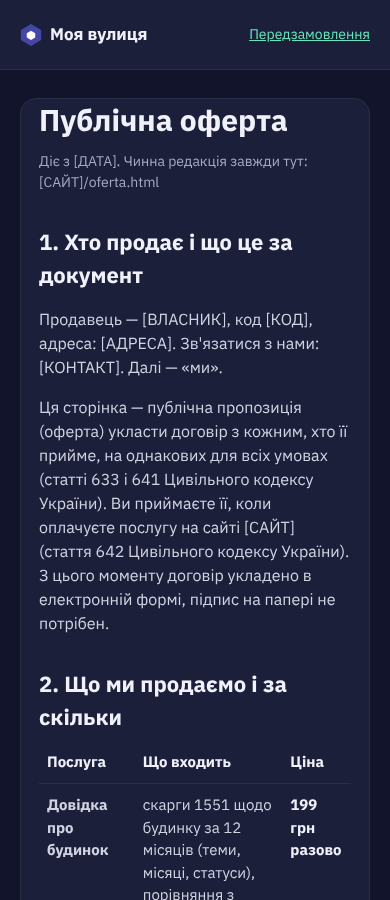 Моя вулиця
Передзамовлення
Публічна оферта
Діє з [ДАТА]. Чинна редакція завжди тут:
[САЙТ]/oferta.html
1. Хто продає і що це за
документ
Продавець — [ВЛАСНИК], код [КОД],
адреса: [АДРЕСА]. Зв'язатися з нами:
[КОНТАКТ]. Далі — «ми».
Ця сторінка — публічна пропозиція
(оферта) укласти договір з кожним, хто її
прийме, на однакових для всіх умовах
(статті 633 і 641 Цивільного кодексу
України). Ви приймаєте її, коли
оплачуєте послугу на сайті [САЙТ]
(стаття 642 Цивільного кодексу України).
З цього моменту договір укладено в
електронній формі, підпис на папері не
потрібен.
2. Що ми продаємо і за
скільки
Послуга Що входить Ціна
Довідка скарги 1551 щодо 199
про будинку за 12 грн
будинок місяців (теми, разово
місяці, статуси),
порівняння з